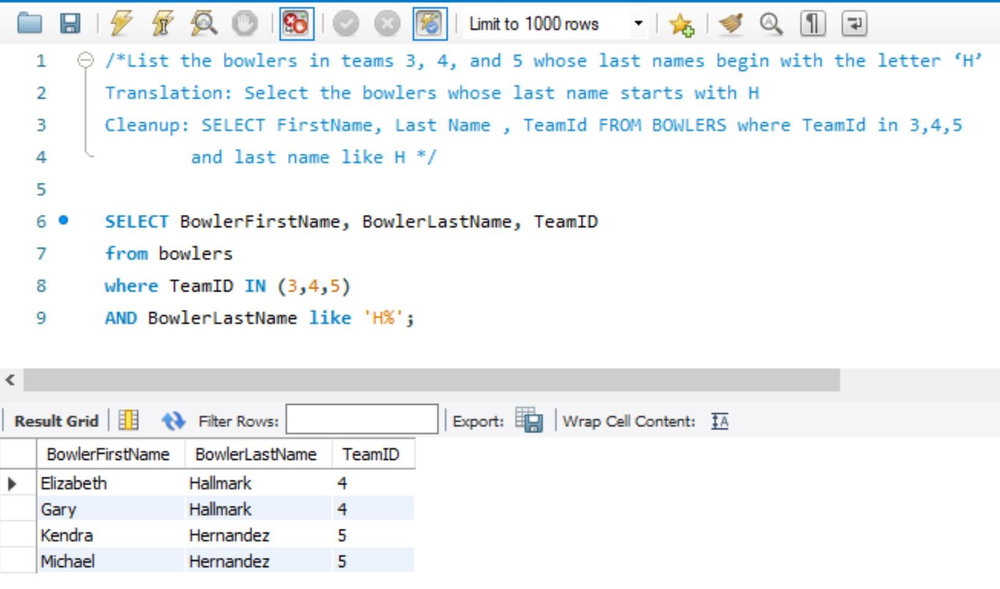 Limit to 1000 rows
1 /*List the bowlers in teams 3, 4, and 5 whose last names begin with the letter ‘H’
2 Translation: Select the bowlers whose last name starts with H
3 Cleanup: SELECT FirstName, Last Name , TeamId FROM BOWLERS where TeamId in 3,4,5
4 and last name like H */
5
6 SELECT BowlerFirstName, BowlerLastName, TeamID
7 from bowlers
8 where TeamID IN (3,4,5)
9 AND BowlerLastName like 'H%';
Result Grid Filter Rows: Export: Wrap Cell Content:
BowlerFirstName BowlerLastName TeamID
Elizabeth Hallmark 4
Gary Hallmark 4
Kendra Hernandez 5
Michael Hernandez 5